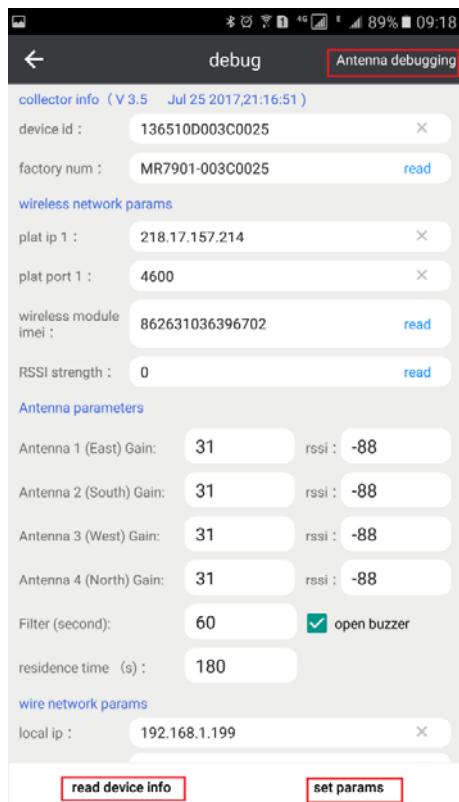 4G 89% 09:18
debug Antenna debugging
collector info（V 3.5 Jul 25 2017,21:16:51）
device id： 136510D003C0025
factory num： MR7901-003C0025 read
wireless network params
plat ip 1： 218.17.157.214
plat port 1： 4600
wireless module
imei： 862631036396702 read
RSSI strength： 0 read
Antenna parameters
Antenna 1 (East) Gain: 31 rssi： -88
Antenna 2 (South) Gain: 31 rssi： -88
Antenna 3 (West) Gain: 31 rssi： -88
Antenna 4 (North) Gain: 31 rssi： -88
Filter (second): 60 open buzzer
residence time （s）： 180
wire network params
local ip： 192.168.1.199
read device info set params